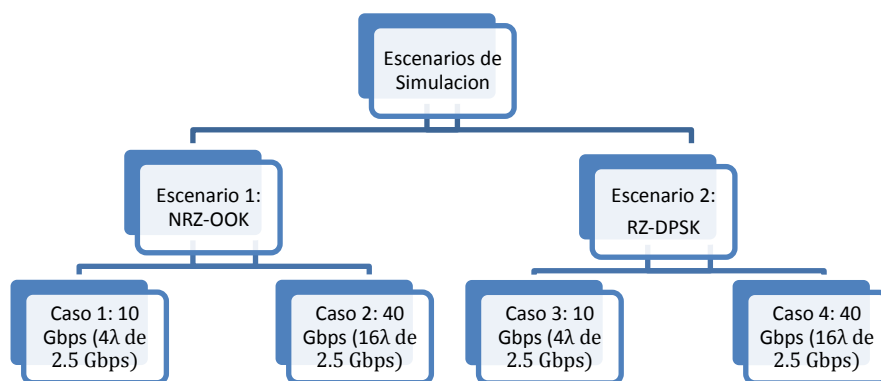 Escenarios de
Simulacion
Escenario 1:
NRZ-OOK
Escenario 2:
RZ-DPSK
Caso 1: 10
Gbps (4λ de
2.5 Gbps)
Caso 2: 40
Gbps (16λ de
2.5 Gbps)
Caso 3: 10
Gbps (4λ de
2.5 Gbps)
Caso 4: 40
Gbps (16λ de
2.5 Gbps)